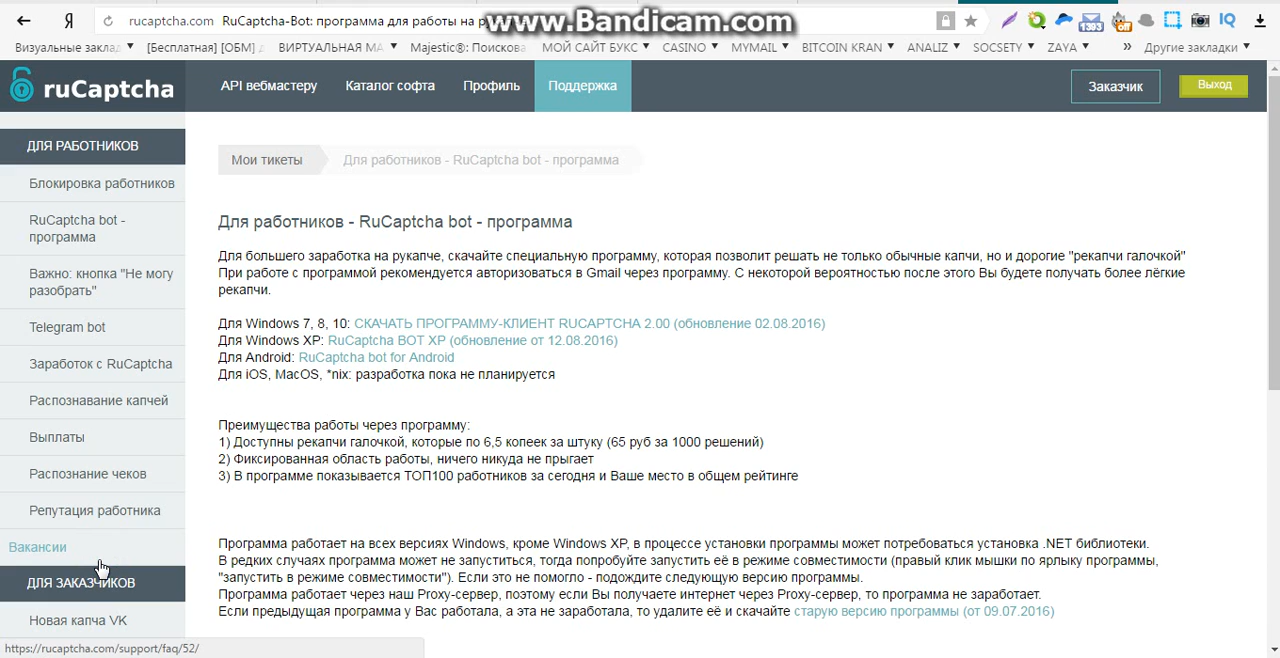 Я rucaptcha.com RuCaptcha-Bot: программа для работы на
www.Bandicam.com
1393 off IQ
Визуальные заклад [Бесплатная] [ОБМ] ВИРТУАЛЬНАЯ МА Majestic®: Поискова МОЙ САЙТ БУКС CASINO MYMAIL BITCOIN KRAN ANALIZ SOCSETY ZAYA » Другие закладки
ruCaptcha API вебмастеру Каталог софта Профиль Поддержка Заказчик Выход
ДЛЯ РАБОТНИКОВ
Блокировка работников
RuCaptcha bot -
программа
Важно: кнопка "Не могу
разобрать"
Telegram bot
Заработок с RuCaptcha
Распознавание капчей
Выплаты
Распознание чеков
Репутация работника
Вакансии
ДЛЯ ЗАКАЗЧИКОВ
Новая капча VK
Мои тикеты Для работников - RuCaptcha bot - программа
Для работников - RuCaptcha bot - программа
Для большего заработка на рукапче, скачайте специальную программу, которая позволит решать не только обычные капчи, но и дорогие "рекапчи галочкой"
При работе с программой рекомендуется авторизоваться в Gmail через программу. С некоторой вероятностью после этого Вы будете получать более лёгкие
рекапчи.
Для Windows 7, 8, 10: СКАЧАТЬ ПРОГРАММУ-КЛИЕНТ RUCAPTCHA 2.00 (обновление 02.08.2016)
Для Windows XP: RuCaptcha BOT XP (обновление от 12.08.2016)
Для Android: RuCaptcha bot for Android
Для iOS, MacOS, *nix: разработка пока не планируется
Преимущества работы через программу:
1) Доступны рекапчи галочкой, которые по 6,5 копеек за штуку (65 руб за 1000 решений)
2) Фиксированная область работы, ничего никуда не прыгает
3) В программе показывается ТОП100 работников за сегодня и Ваше место в общем рейтинге
Программа работает на всех версиях Windows, кроме Windows XP, в процессе установки программы может потребоваться установка .NET библиотеки.
В редких случаях программа может не запуститься, тогда попробуйте запустить её в режиме совместимости (правый клик мышки по ярлыку программы,
"запустить в режиме совместимости"). Если это не помогло - подождите следующую версию программы.
Программа работает через наш Proxy-сервер, поэтому если Вы получаете интернет через Proxy-сервер, то программа не заработает.
Если предыдущая программа у Вас работала, а эта не заработала, то удалите её и скачайте старую версию программы (от 09.07.2016)
https://rucaptcha.com/support/faq/52/